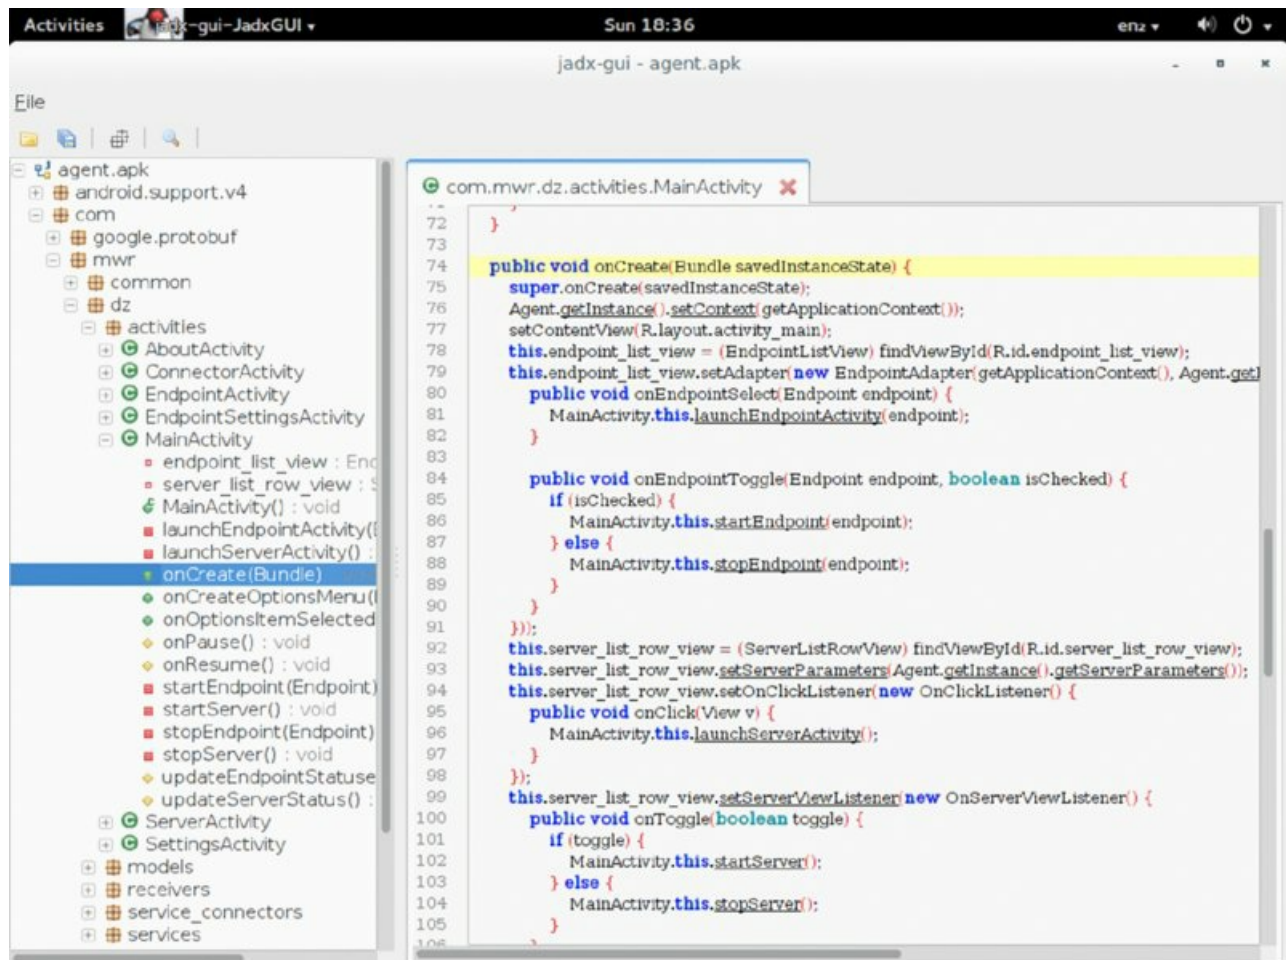 Activities jadx-gui-JadxGUI Sun 18:36 enz
jadx-gui - agent.apk
File
agent.apk
android.support.v4
com
google.protobuf
mwr
common
dz
activities
AboutActivity
ConnectorActivity
EndpointActivity
EndpointSettingsActivity
MainActivity
endpoint_list_view : End
server_list_row_view : S
MainActivity() : void
launchEndpointActivity(E
launchServerActivity() :
onCreate(Bundle)
onCreateOptionsMenu(
onOptionsItemSelected
onPause() : void
onResume() : void
startEndpoint(Endpoint)
startServer() : void
stopEndpoint(Endpoint)
stopServer() : void
updateEndpointStatuse
updateServerStatus() :
ServerActivity
SettingsActivity
models
receivers
service_connectors
services
com.mwr.dz.activities.MainActivity
72 }
73
74 public void onCreate(Bundle savedInstanceState) {
75 super.onCreate(savedInstanceState);
76 Agent.getInstance().setContext(getApplicationContext());
77 setContentView(R.layout.activity_main);
78 this.endpoint_list_view = (EndpointListView) findViewById(R.id.endpoint_list_view);
79 this.endpoint_list_view.setAdapter(new EndpointAdapter(getApplicationContext(), Agent.getI
80 public void onEndpointSelect(Endpoint endpoint) {
81 MainActivity.this.launchEndpointActivity(endpoint);
82 }
83
84 public void onEndpointToggle(Endpoint endpoint, boolean isChecked) {
85 if (isChecked) {
86 MainActivity.this.startEndpoint(endpoint);
87 } else {
88 MainActivity.this.stopEndpoint(endpoint);
89 }
90 }
91 }));
92 this.server_list_row_view = (ServerListRowView) findViewById(R.id.server_list_row_view);
93 this.server_list_row_view.setServerParameters(Agent.getInstance().getServerParameters());
94 this.server_list_row_view.setOnClickListener(new OnClickListener() {
95 public void onClick(View v) {
96 MainActivity.this.launchServerActivity();
97 }
98 });
99 this.server_list_row_view.setServerViewListener(new OnServerViewListener() {
100 public void onToggle(boolean toggle) {
101 if (toggle) {
102 MainActivity.this.startServer();
103 } else {
104 MainActivity.this.stopServer();
105 }